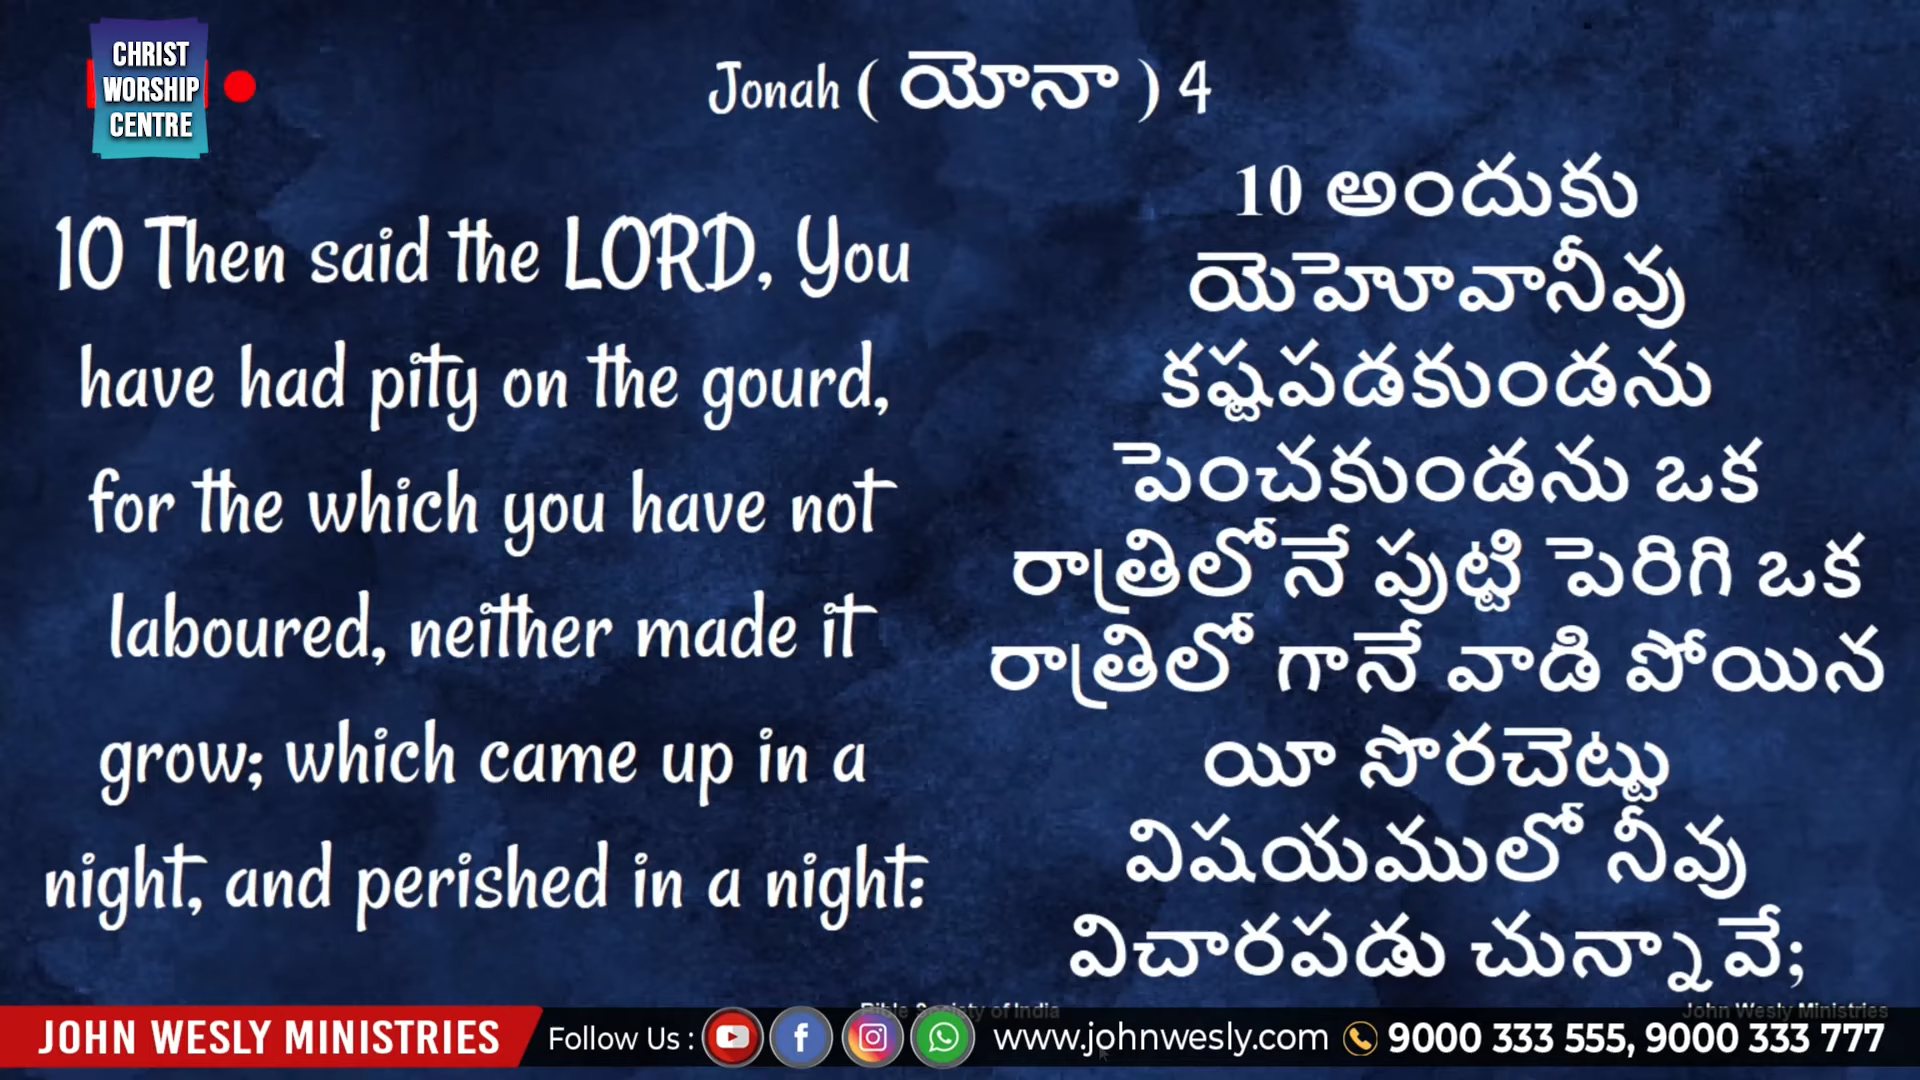 CHRIST
WORSHIP
CENTRE
Jonah ( యోనా ) 4
10 Then said the LORD, You
have had pity on the gourd,
for the which you have not
laboured, neither made it
grow; which came up in a
night, and perished in a night:
10 అందుకు
యెహెూవానీవు
కష్టపడకుండను
పెంచకుండను ఒక
రాత్రిలోనే పుట్టి పెరిగి ఒక
రాత్రిలో గానే వాడి పోయిన
యీ సొరచెట్టు
విషయములో నీవు
విచారపడు చున్నావే;
Bible Society of India
John Wesly Ministries
JOHN WESLY MINISTRIES
Follow Us :
www.johnwesly.com
9000 333 555, 9000 333 777